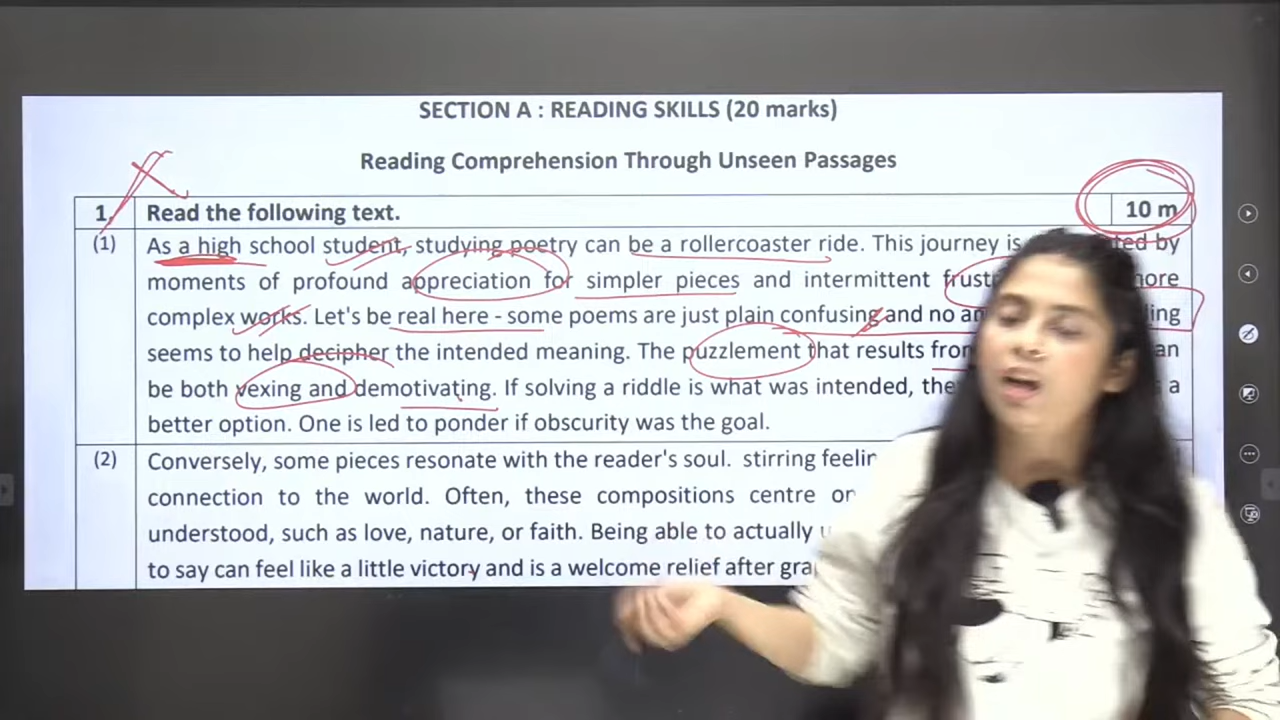 SECTION A : READING SKILLS (20 marks)
Reading Comprehension Through Unseen Passages
1. Read the following text. 10 m
(1) As a high school student, studying poetry can be a rollercoaster ride. This journey is by
moments of profound appreciation for simpler pieces and intermittent more
complex works. Let's be real here - some poems are just plain confusing and no
seems to help decipher the intended meaning. The puzzlement that results from
be both vexing and demotivating. If solving a riddle is what was intended, a
better option. One is led to ponder if obscurity was the goal.
(2) Conversely, some pieces resonate with the reader's soul. stirring
connection to the world. Often, these compositions centre
understood, such as love, nature, or faith. Being able to actually
to say can feel like a little victory and is a welcome relief after